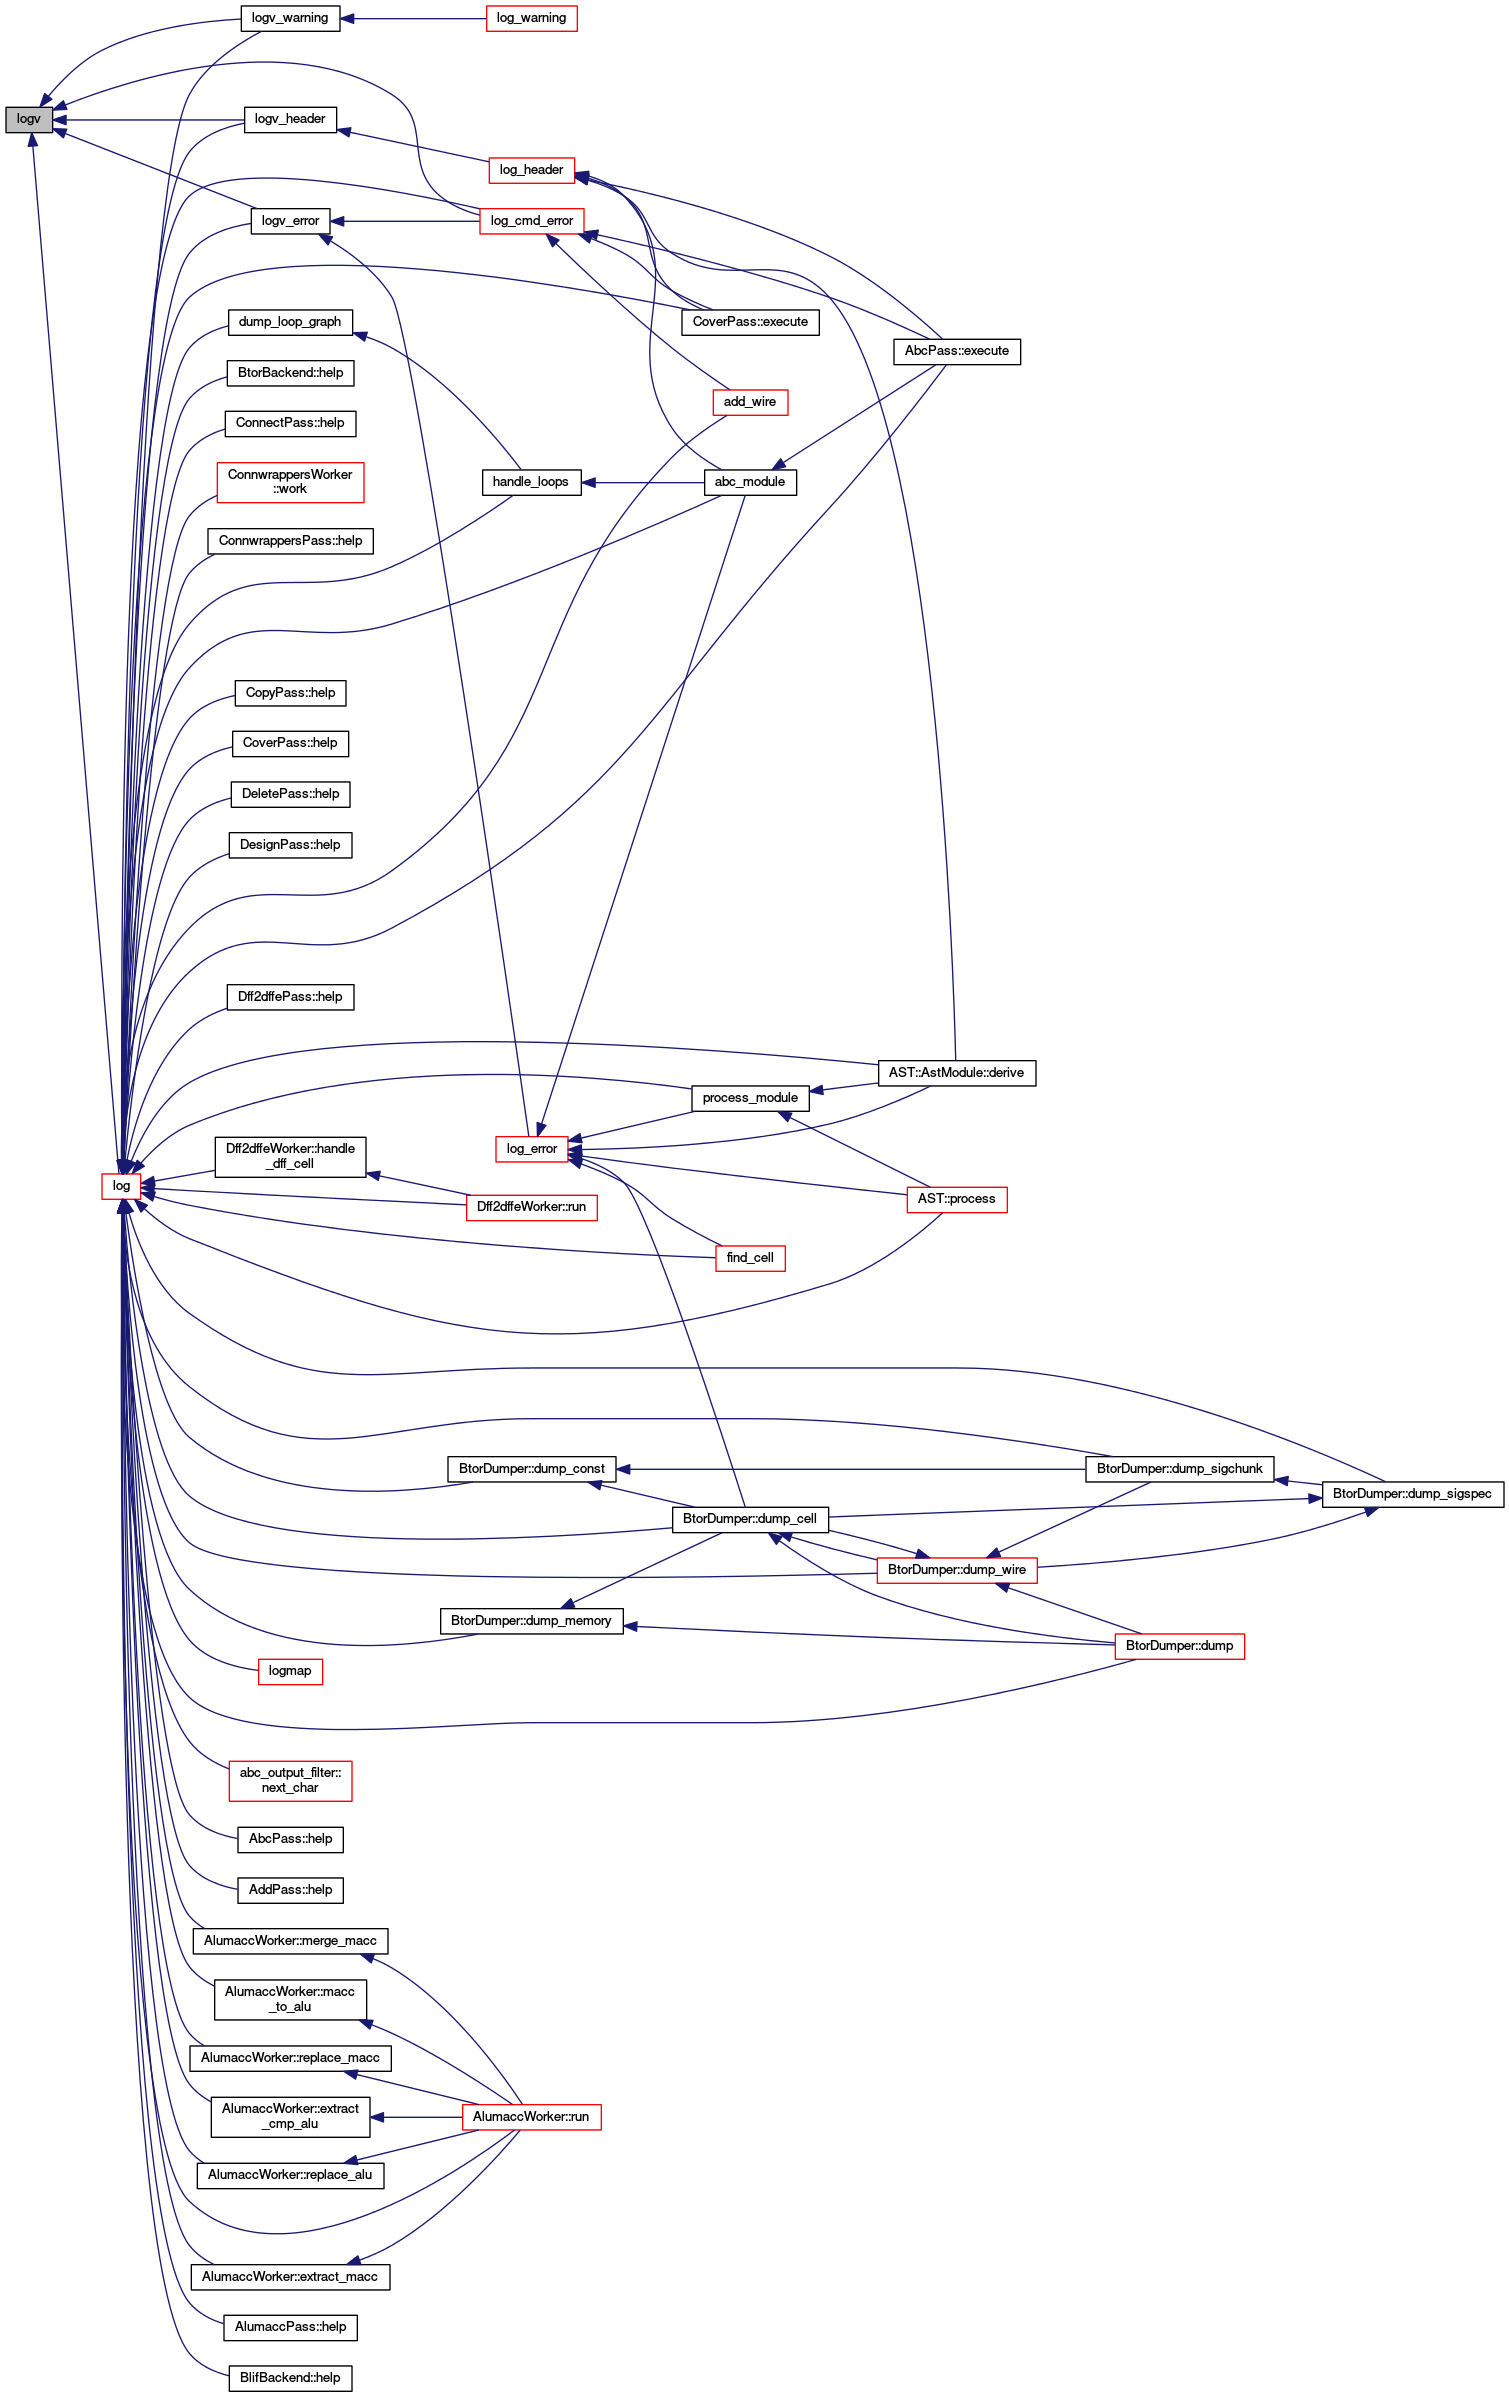 logv_warning
log_warning
logv
logv_header
log_header
logv_error
log_cmd_error
dump_loop_graph
CoverPass::execute
AbcPass::execute
BtorBackend::help
add_wire
ConnectPass::help
ConnwrappersWorker
::work
handle_loops
abc_module
ConnwrappersPass::help
CopyPass::help
CoverPass::help
DeletePass::help
DesignPass::help
Dff2dffePass::help
AST::AstModule::derive
process_module
Dff2dffeWorker::handle
_dff_cell
log_error
log
Dff2dffeWorker::run
AST::process
find_cell
BtorDumper::dump_const
BtorDumper::dump_sigchunk
BtorDumper::dump_sigspec
BtorDumper::dump_cell
BtorDumper::dump_wire
BtorDumper::dump_memory
BtorDumper::dump
logmap
abc_output_filter::
next_char
AbcPass::help
AddPass::help
AlumaccWorker::merge_macc
AlumaccWorker::macc
_to_alu
AlumaccWorker::replace_macc
AlumaccWorker::extract
_cmp_alu
AlumaccWorker::run
AlumaccWorker::replace_alu
AlumaccWorker::extract_macc
AlumaccPass::help
BlifBackend::help